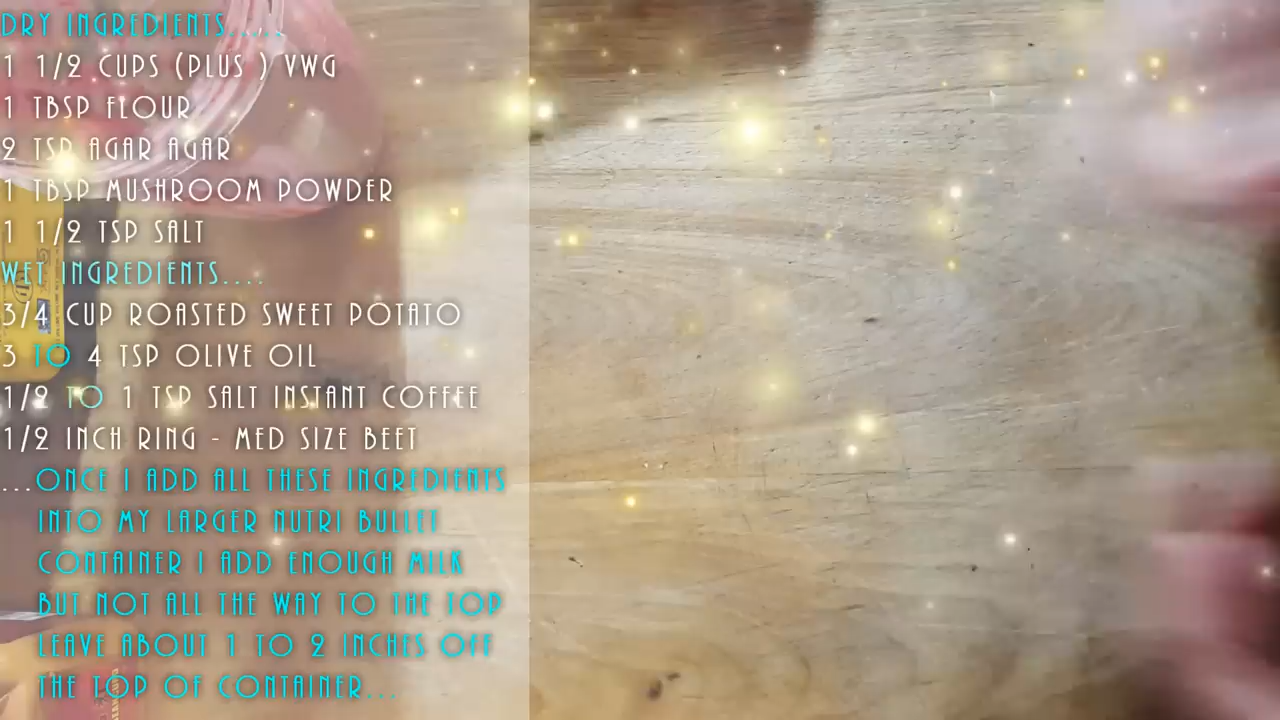 DRY INGREDIENTS.....
1 1/2 CUPS (PLUS ) VWG
1 TBSP FLOUR
2 TSP AGAR AGAR
1 TBSP MUSHROOM POWDER
1 1/2 TSP SALT
WET INGREDIENTS....
3/4 CUP ROASTED SWEET POTATO
3 TO 4 TSP OLIVE OIL
1/2 TO 1 TSP SALT INSTANT COFFEE
1/2 INCH RING - MED SIZE BEET
...ONCE I ADD ALL THESE INGREDIENTS
INTO MY LARGER NUTRI BULLET
CONTAINER I ADD ENOUGH MILK
BUT NOT ALL THE WAY TO THE TOP
LEAVE ABOUT 1 TO 2 INCHES OFF
THE TOP OF CONTAINER...